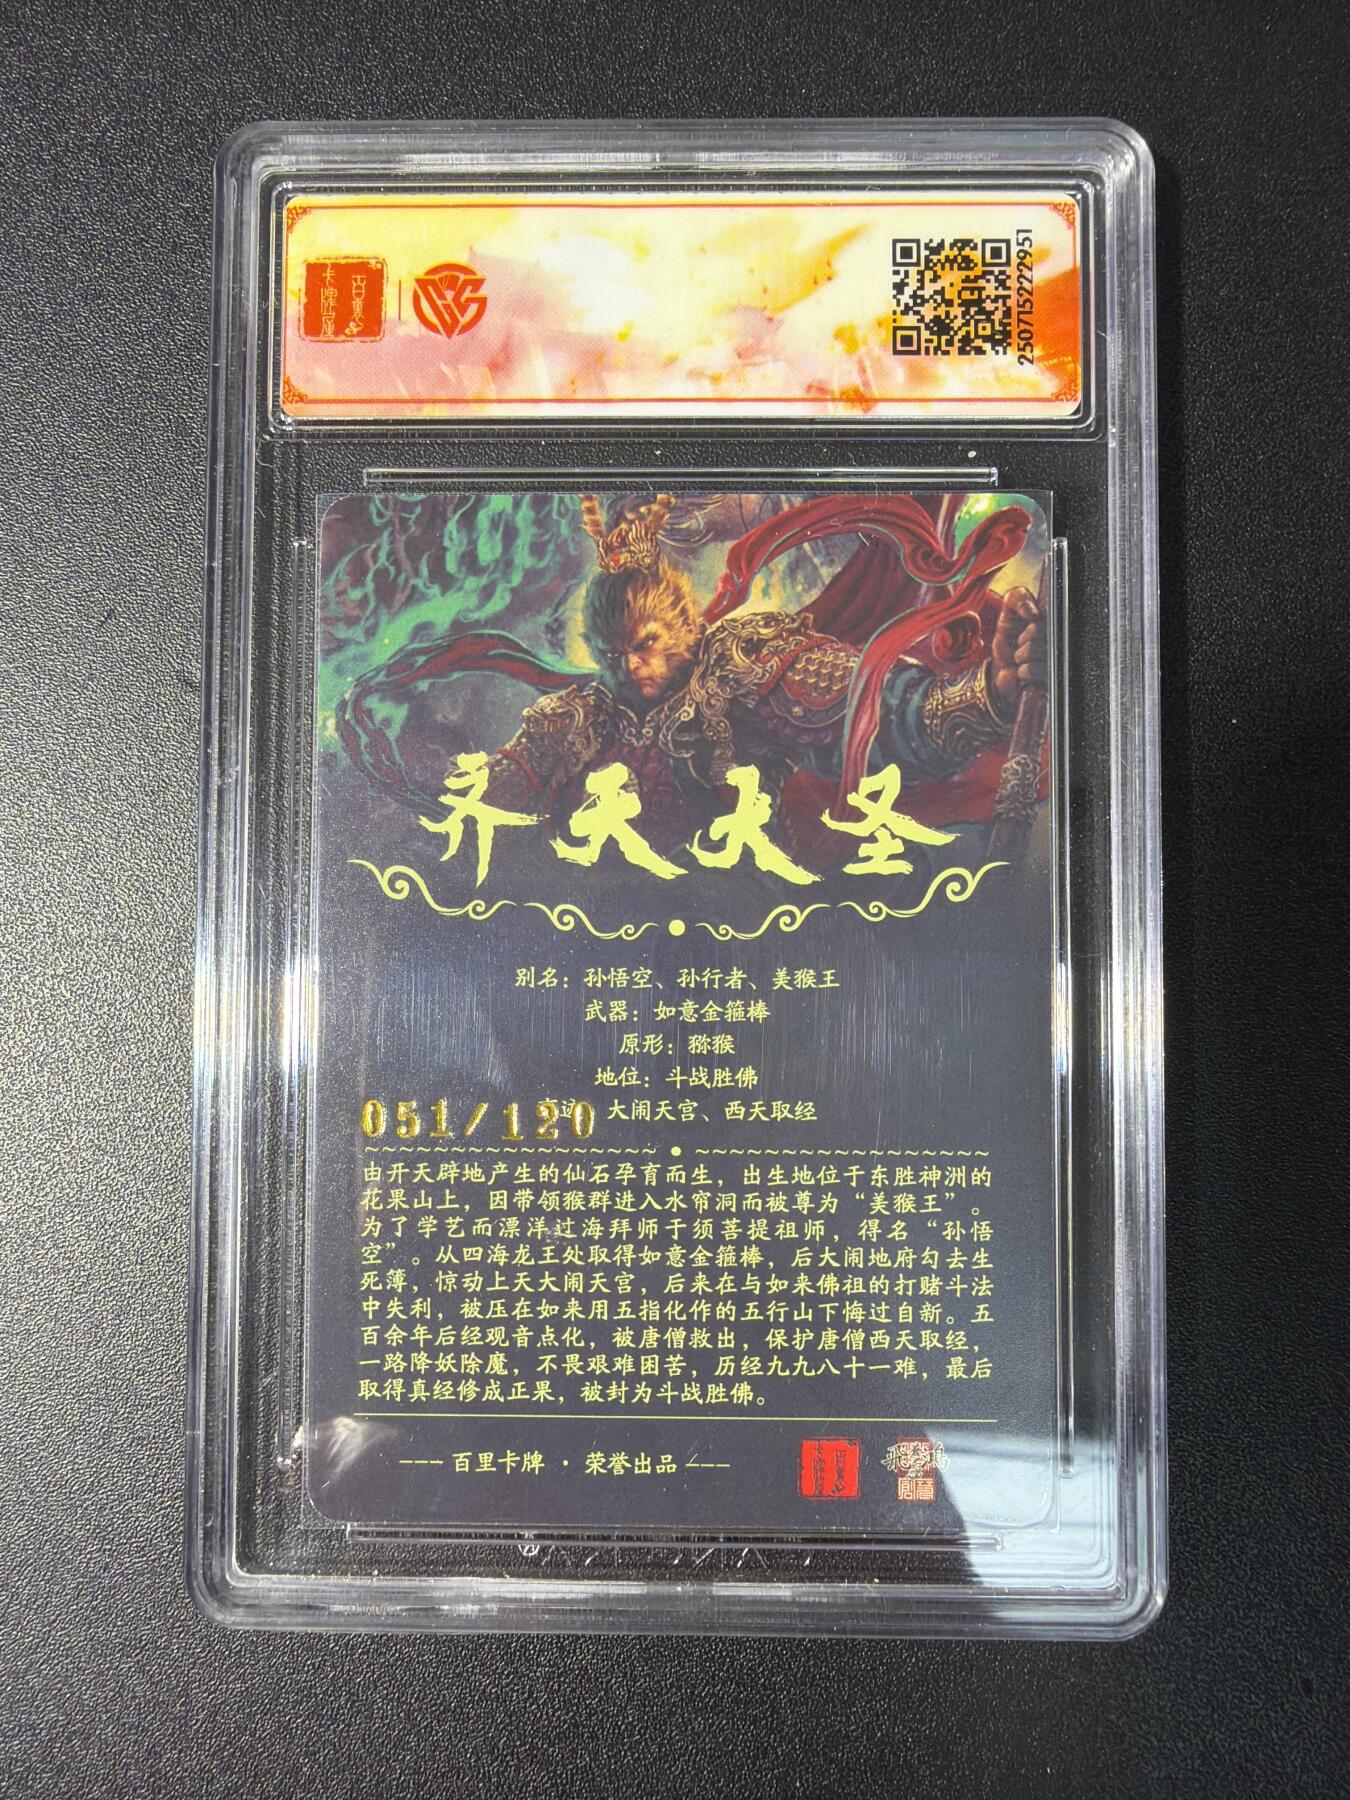 2507152222951
齐天大圣
别名：孙悟空、孙行者、美猴王
武器：如意金箍棒
原形：猕猴
地位：斗战胜佛
大闹天宫、西天取经
051/120
由开天辟地产生的仙石孕育而生，出生地位于东胜神洲的
花果山上，因带领猴群进入水帘洞而被尊为“美猴王”。
为了学艺而漂洋过海拜师于须菩提祖师，得名“孙悟
空”。从四海龙王处取得如意金箍棒，后大闹地府勾去生
死簿，惊动上天大闹天宫，后来在与如来佛祖的打赌斗法
中失利，被压在如来用五指化作的五行山下悔过自新。五
百余年后经观音点化，被唐僧救出，保护唐僧西天取经，
一路降妖除魔，不畏艰难困苦，历经九九八十一难，最后
取得真经修成正果，被封为斗战胜佛。
--- 百里卡牌 · 荣誉出品 ---